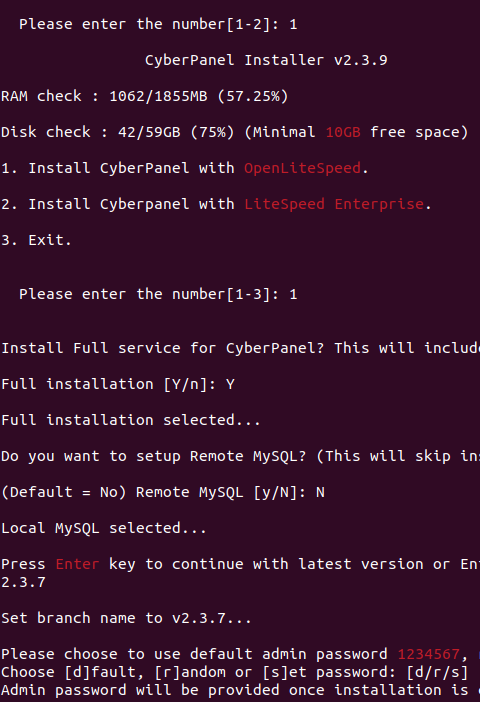 Please enter the number[1-2]: 1
CyberPanel Installer v2.3.9
RAM check : 1062/1855MB (57.25%)
Disk check : 42/59GB (75%) (Minimal 10GB free space)
1. Install CyberPanel with OpenLiteSpeed.
2. Install Cyberpanel with LiteSpeed Enterprise.
3. Exit.
Please enter the number[1-3]: 1
Install Full service for CyberPanel? This will include
Full installation [Y/n]: Y
Full installation selected...
Do you want to setup Remote MySQL? (This will skip ins
(Default = No) Remote MySQL [y/N]: N
Local MySQL selected...
Press Enter key to continue with latest version or Ent
2.3.7
Set branch name to v2.3.7...
Please choose to use default admin password 1234567,
Choose [d]fault, [r]andom or [s]et password: [d/r/s]
Admin password will be provided once installation is